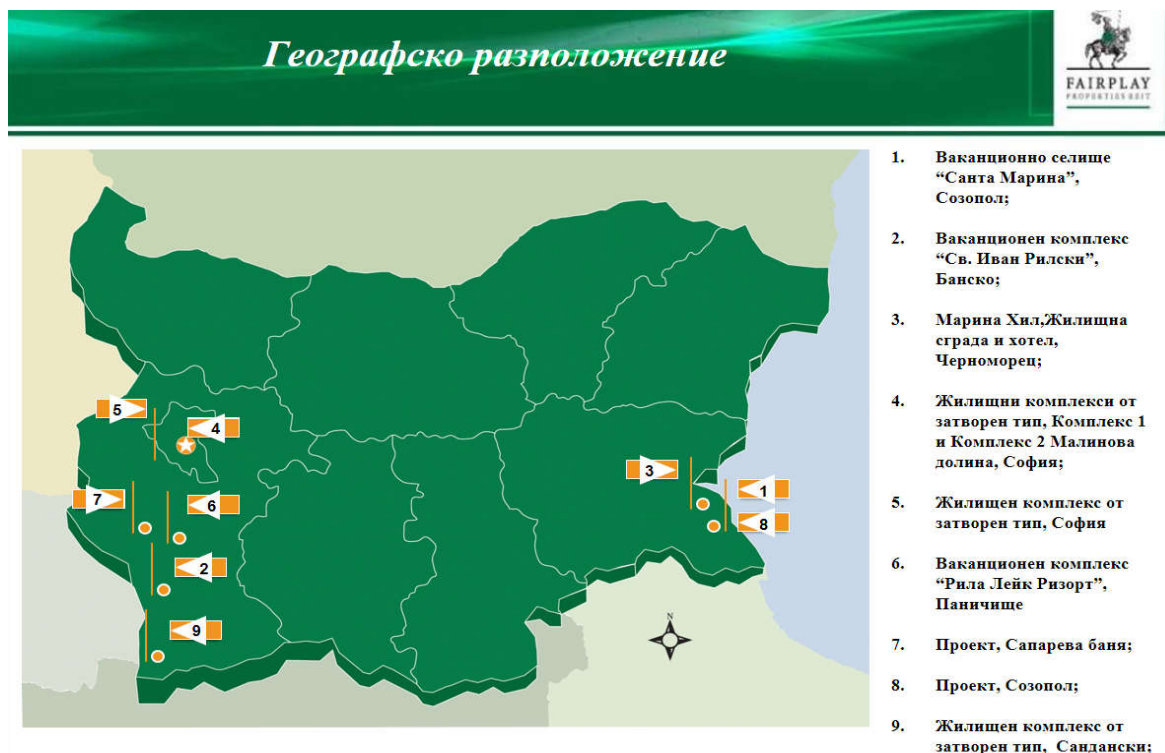 Географско разположение
FAIRPLAY
PROPERTIES REIT
1. Ваканционно селище
“Санта Марина”,
Созопол;
2. Ваканционен комплекс
“Св. Иван Рилски”,
Банско;
3. Марина Хил,Жилищна
сграда и хотел,
Черноморец;
4. Жилищни комплекси от
затворен тип, Комплекс 1
и Комплекс 2 Малинова
долина, София;
5. Жилищен комплекс от
затворен тип, София
6. Ваканционен комплекс
“Рила Лейк Ризорт”,
Паничище
7. Проект, Сапарева баня;
8. Проект, Созопол;
9. Жилищен комплекс от
затворен тип, Сандански;
5
4
3
1
7
6
8
2
9
N